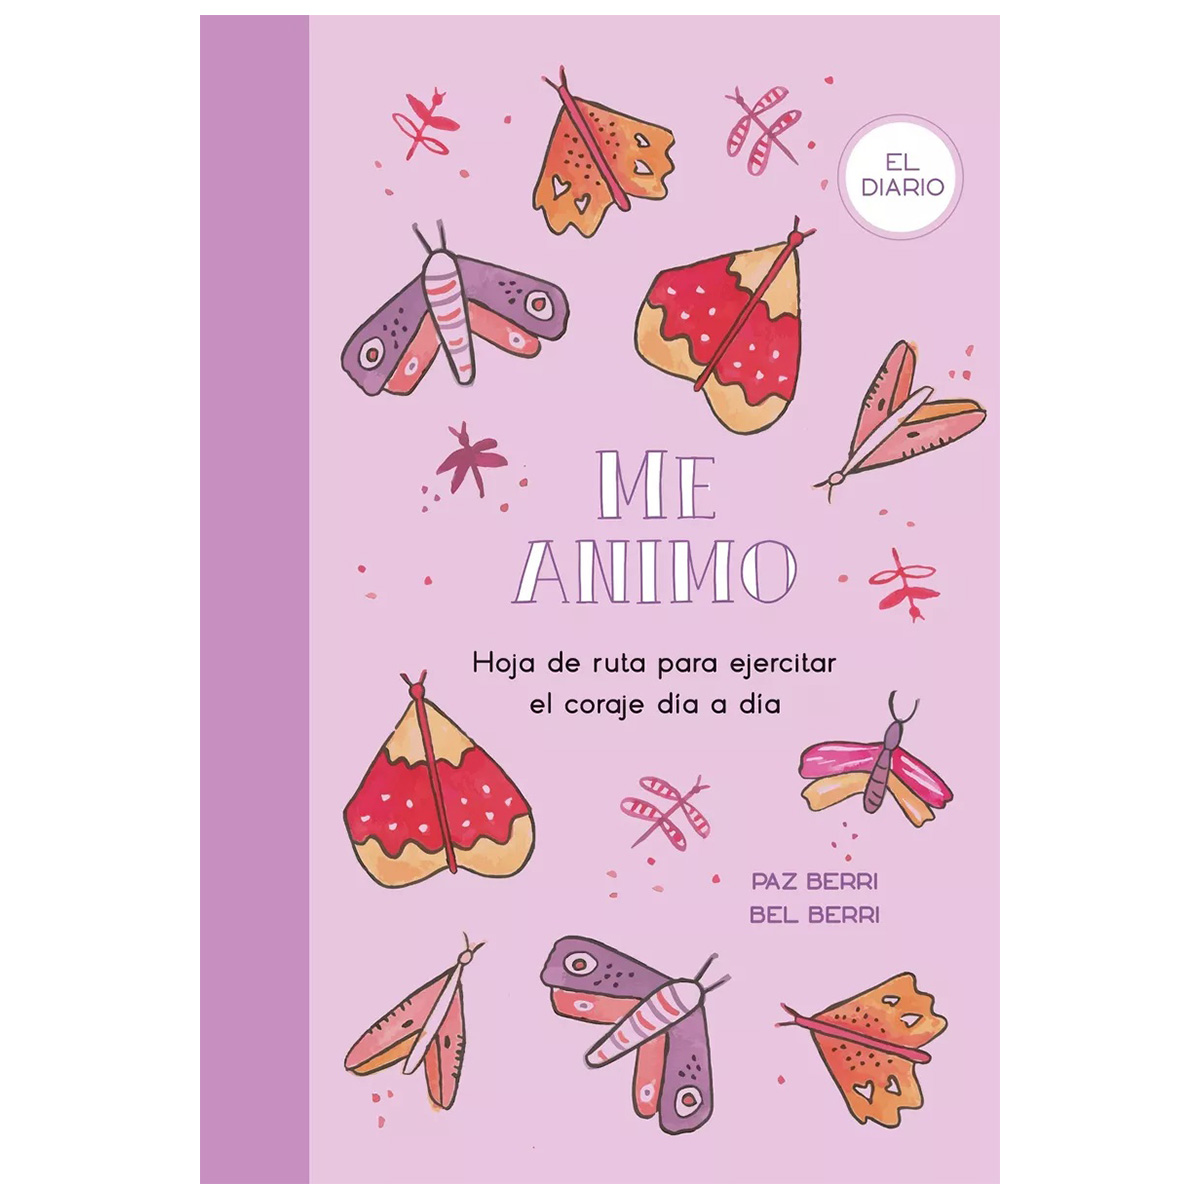 EL
DIARIO
ME
ANIMO
Hoja de ruta para ejercitar
el coraje día a día
PAZ BERRI
BEL BERRI